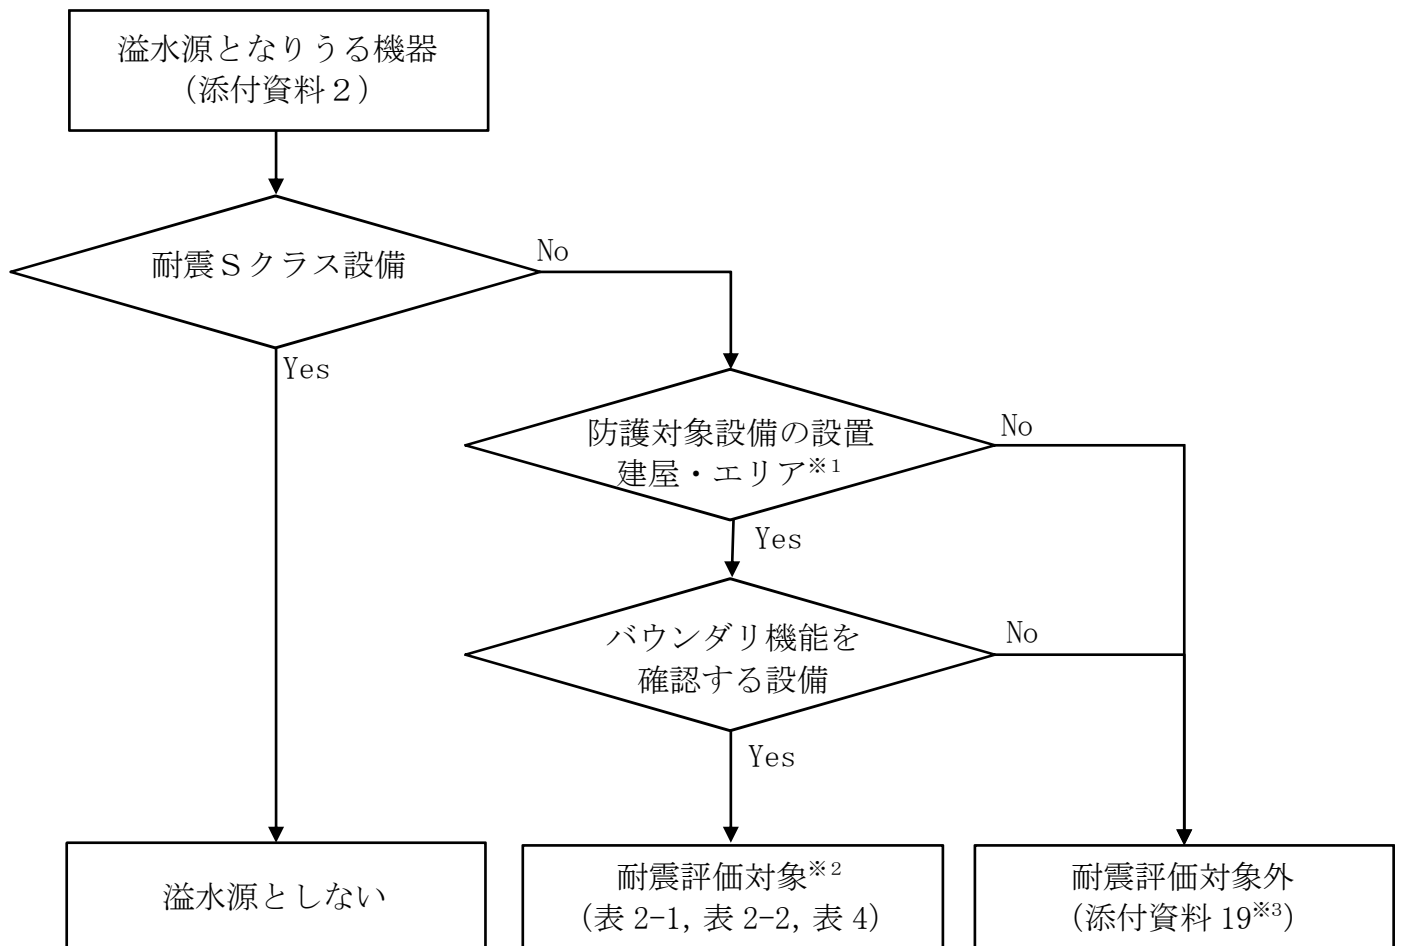 溢水源となりうる機器
（添付資料２）
耐震Ｓクラス設備
No
Yes
防護対象設備の設置
建屋・エリア※1
No
Yes
バウンダリ機能を
確認する設備
No
Yes
溢水源としない
耐震評価対象※2
（表 2-1, 表 2-2, 表 4）
耐震評価対象外
（添付資料 19※3）